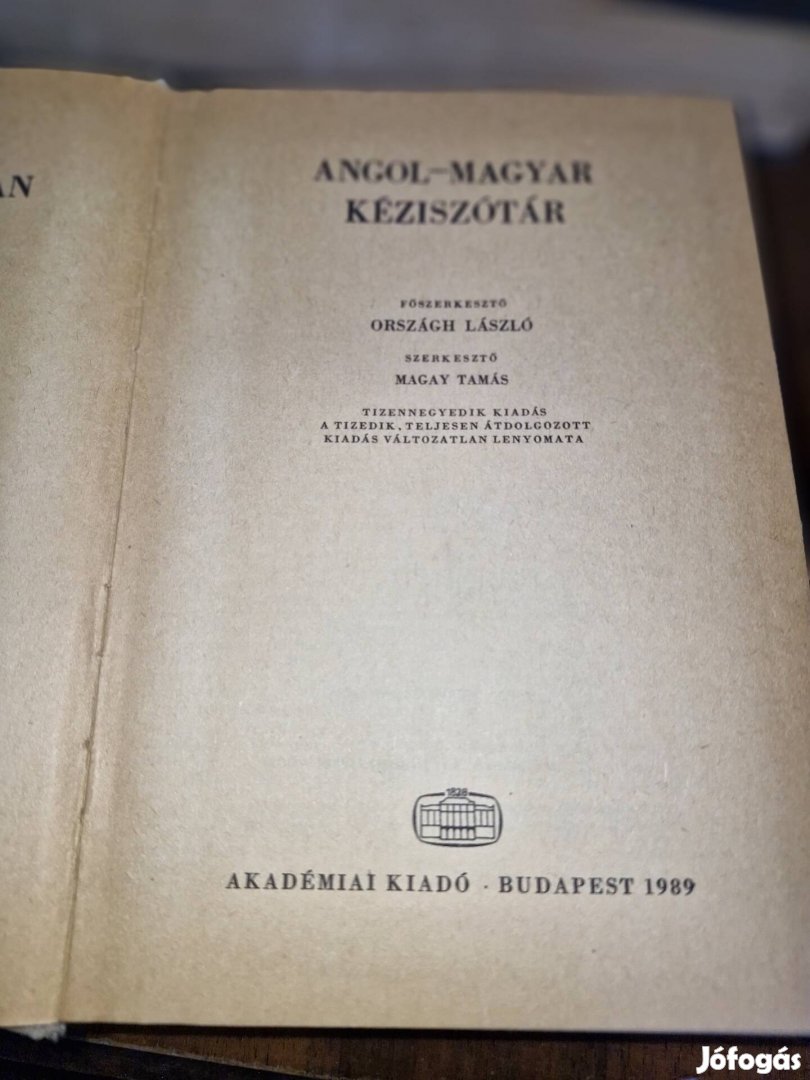 AN
ANGOL–MAGYAR
KÉZISZÓTÁR
FŐSZERKESZTŐ
ORSZÁGH LÁSZLÓ
SZERKESZTŐ
MAGAY TAMÁS
TIZENNEGYEDIK KIADÁS
A TIZEDIK, TELJESEN ÁTDOLGOZOTT
KIADÁS VÁLTOZATLAN LENYOMATA
1828
AKADÉMIAI KIADÓ · BUDAPEST 1989
Jófogás